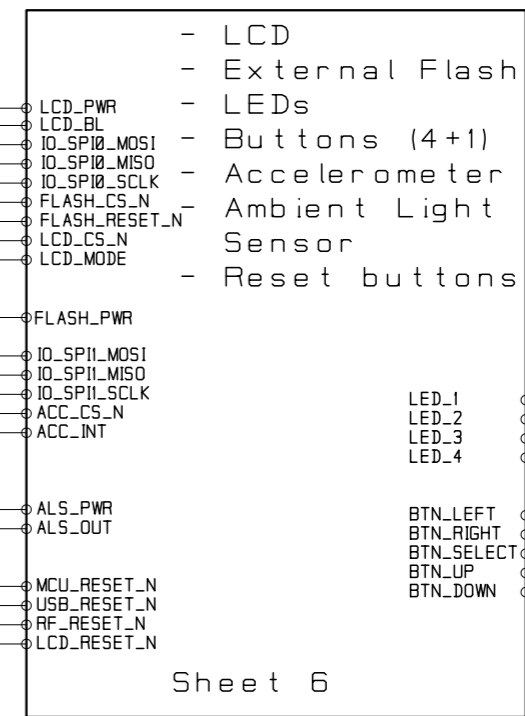 - LCD
- External Flash
- LEDs
- Buttons (4+1)
- Accelerometer
- Ambient Light
Sensor
- Reset buttons
LCD_PWR
LCD_BL
IO_SPI0_MOSI
IO_SPI0_MISO
IO_SPI0_SCLK
FLASH_CS_N
FLASH_RESET_N
LCD_CS_N
LCD_MODE
FLASH_PWR
IO_SPI1_MOSI
IO_SPI1_MISO
IO_SPI1_SCLK
ACC_CS_N
ACC_INT
ALS_PWR
ALS_OUT
MCU_RESET_N
USB_RESET_N
RF_RESET_N
LCD_RESET_N
LED_1
LED_2
LED_3
LED_4
BTN_LEFT
BTN_RIGHT
BTN_SELECT
BTN_UP
BTN_DOWN
Sheet 6